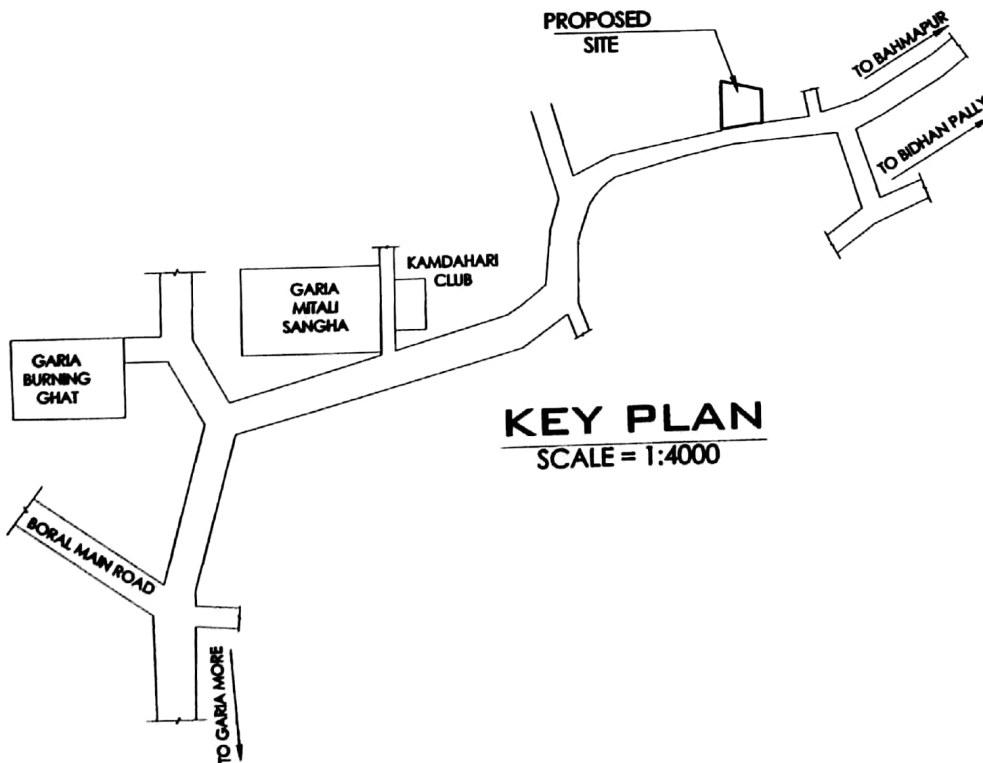 PROPOSED
SITE
TO BAHMAPUR
TO BIDHAN PALLY
KAMDAHARI
CLUB
GARIA
MITALI
SANGHA
GARIA
BURNING
GHAT
KEY PLAN
SCALE = 1:4000
BORAL MAIN ROAD
TO GARIA MORE